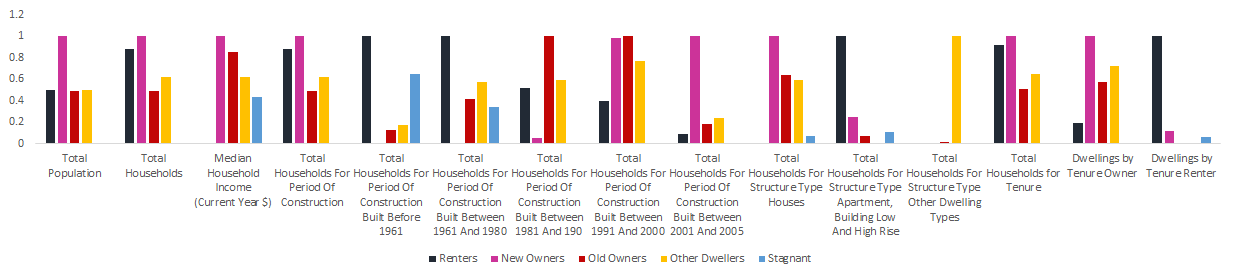 1.2
1
0.8
0.6
0.4
0.2
0
Total
Population
Total
Households
Median
Household
Income
(Current Year $)
Total
Households For
Period Of
Construction
Total
Households For
Period Of
Construction
Built Before
1961
Total
Households For
Period Of
Construction
Built Between
1961 And 1980
Total
Households For
Period Of
Construction
Built Between
1981 And 190
Total
Households For
Period Of
Construction
Built Between
1991 And 2000
Total
Households For
Period Of
Construction
Built Between
2001 And 2005
Total
Households For
Structure Type
Houses
Total
Households For
Structure Type
Apartment,
Building Low
And High Rise
Total
Households For
Structure Type
Other Dwelling
Types
Total
Households for
Tenure
Dwellings by
Tenure Owner
Dwellings by
Tenure Renter
Renters New Owners Old Owners Other Dwellers Stagnant